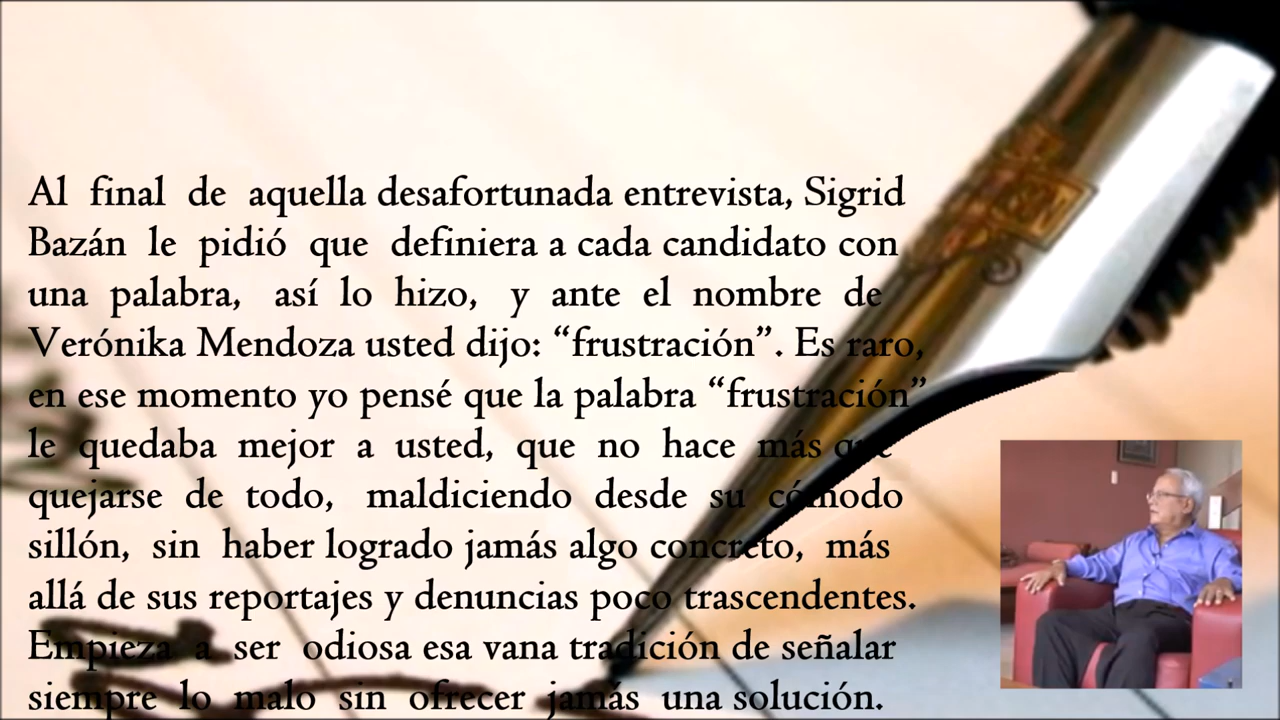 Al final de aquella desafortunada entrevista, Sigrid
Bazán le pidió que definiera a cada candidato con
una palabra, así lo hizo, y ante el nombre de
Verónika Mendoza usted dijo: “frustración”. Es raro,
en ese momento yo pensé que la palabra “frustración”
le quedaba mejor a usted, que no hace más que
quejarse de todo, maldiciendo desde su cómodo
sillón, sin haber logrado jamás algo concreto, más
allá de sus reportajes y denuncias poco trascendentes.
Empieza a ser odiosa esa vana tradición de señalar
siempre lo malo sin ofrecer jamás una solución.